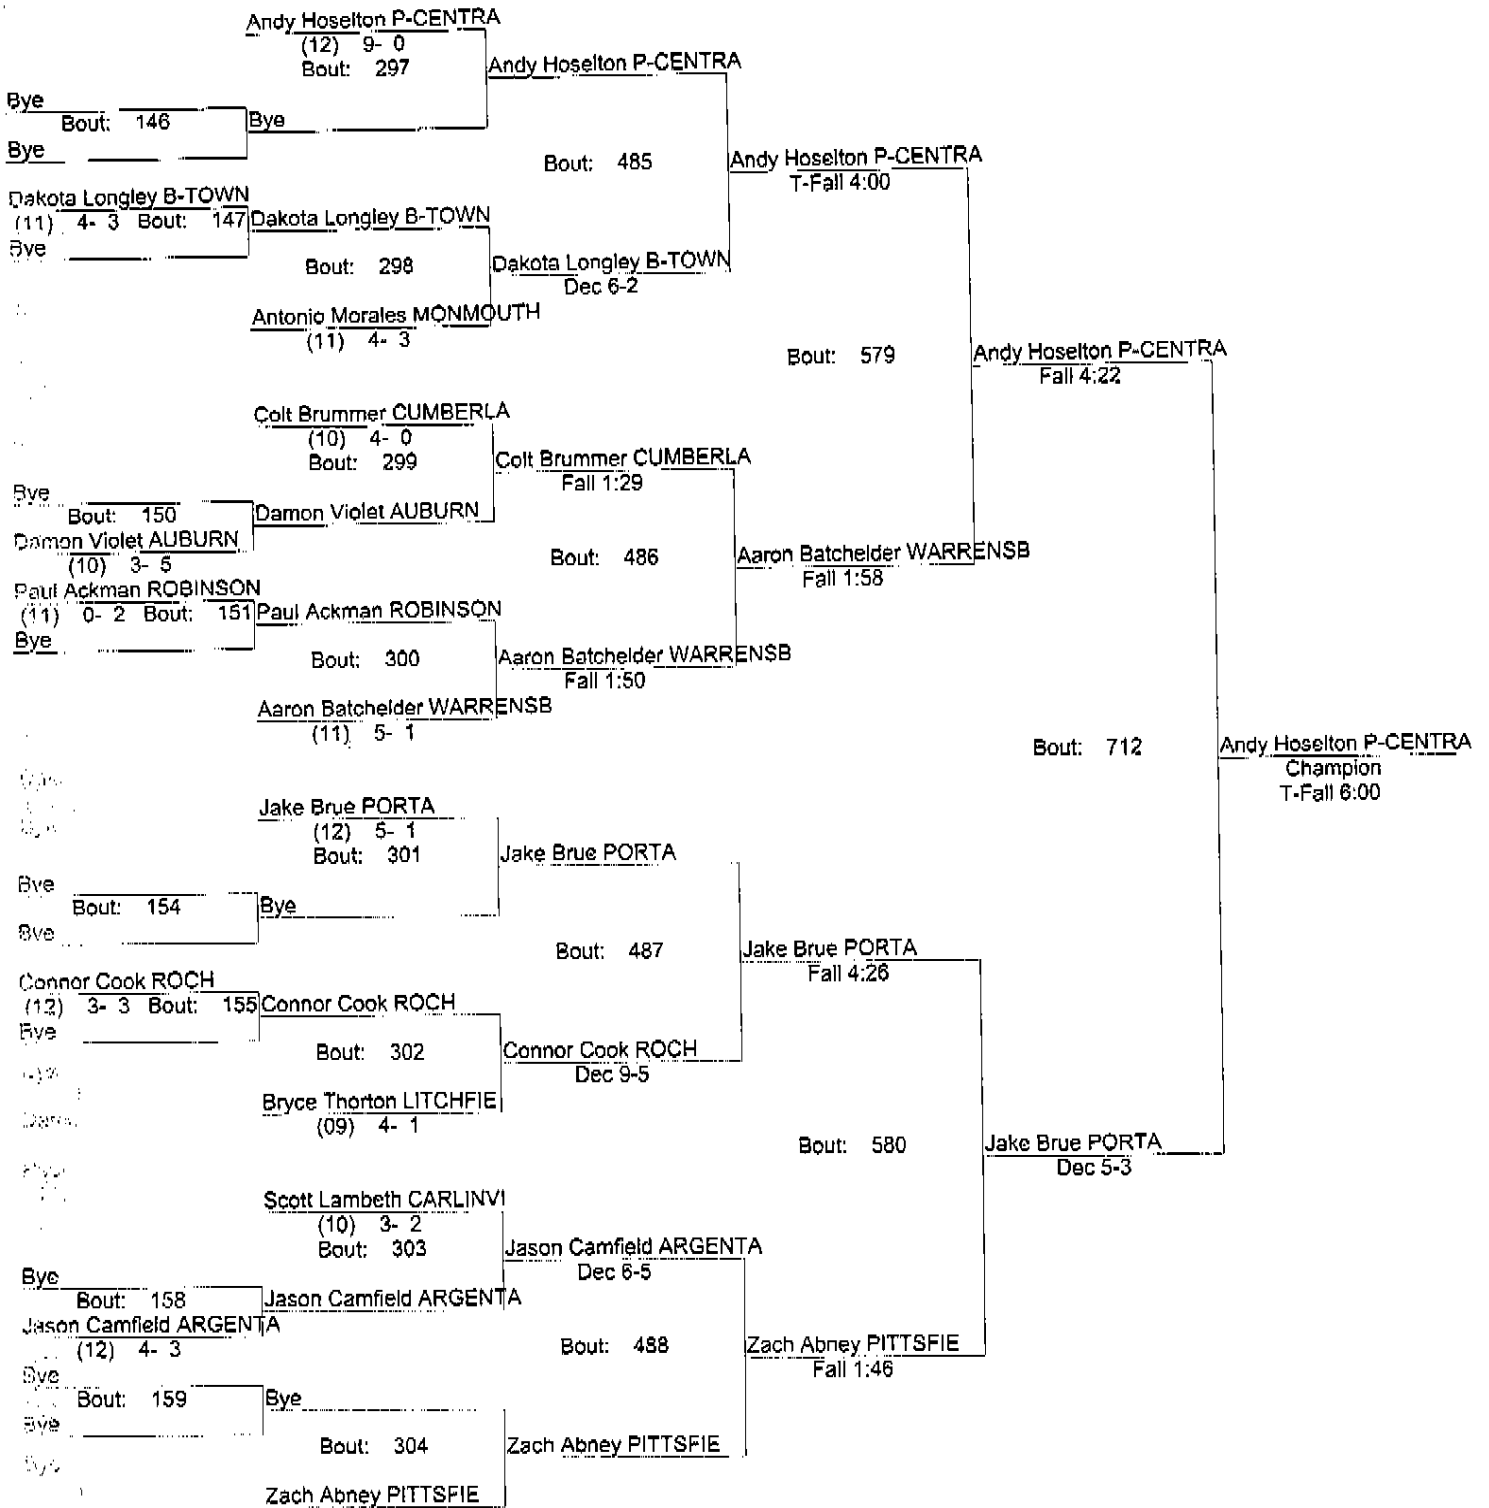 Andy Hoselton P-CENTRA
(12) 9- 0
Bout: 297
Andy Hoselton P-CENTRA
Bye
Bout: 146
Bye
Bye
Bout: 485
Andy Hoselton P-CENTRA
T-Fall 4:00
Dakota Longley B-TOWN
(11) 4- 3 Bout: 147
Dakota Longley B-TOWN
Bye
Bout: 298
Dakota Longley B-TOWN
Dec 6-2
Antonio Morales MONMOUTH
(11) 4- 3
Bout: 579
Andy Hoselton P-CENTRA
Fall 4:22
Colt Brummer CUMBERLA
(10) 4- 0
Bout: 299
Colt Brummer CUMBERLA
Fall 1:29
Bye
Bout: 150
Damon Violet AUBURN
Damon Violet AUBURN
(10) 3- 5
Bout: 486
Aaron Batchelder WARRENSB
Fall 1:58
Paul Ackman ROBINSON
(11) 0- 2 Bout: 151
Paul Ackman ROBINSON
Bye
Bout: 300
Aaron Batchelder WARRENSB
Fall 1:50
Aaron Batchelder WARRENSB
(11) 5- 1
Bout: 712
Andy Hoselton P-CENTRA
Champion
T-Fall 6:00
Jake Brue PORTA
(12) 5- 1
Bout: 301
Jake Brue PORTA
Bye
Bout: 154
Bye
Bye
Bout: 487
Jake Brue PORTA
Fall 4:26
Connor Cook ROCH
(12) 3- 3 Bout: 155
Connor Cook ROCH
Bye
Bout: 302
Connor Cook ROCH
Dec 9-5
Bryce Thorton LITCHFIE
(09) 4- 1
Bout: 580
Jake Brue PORTA
Dec 5-3
Scott Lambeth CARLINVI
(10) 3- 2
Bout: 303
Jason Camfield ARGENTA
Dec 6-5
Bye
Bout: 158
Jason Camfield ARGENTA
Jason Camfield ARGENTA
(12) 4- 3
Bout: 488
Zach Abney PITTSFIE
Fall 1:46
Bye
Bout: 159
Bye
Bye
Bout: 304
Zach Abney PITTSFIE
Zach Abney PITTSFIE